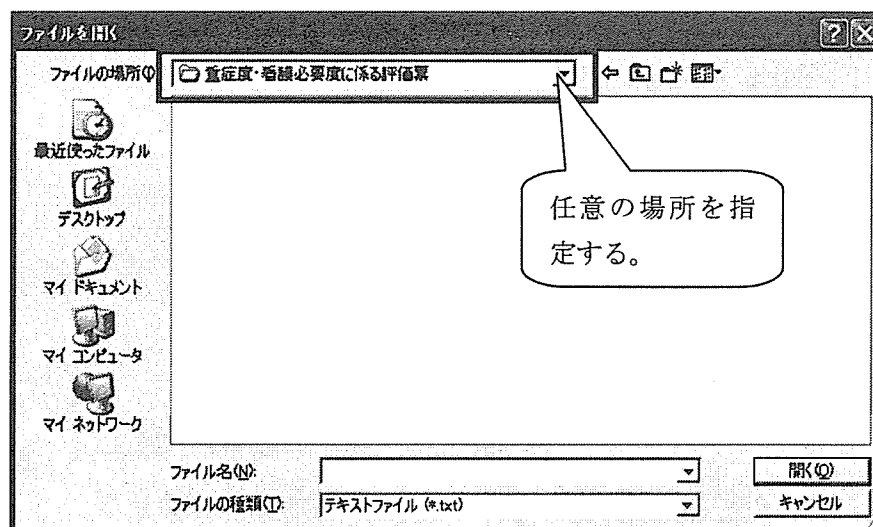 ファイルを開く
ファイルの場所(I)
重症度・看護必要度に係る評価票
最近使ったファイル
デスクトップ
マイ ドキュメント
マイ コンピュータ
マイ ネットワーク
任意の場所を指
定する。
ファイル名(N):
開く(O)
ファイルの種類(T):
テキストファイル (*.txt)
キャンセル